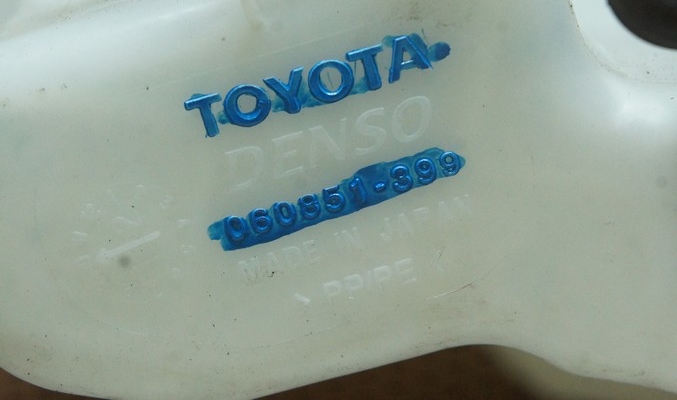 TOYOTA
DENSO
060851-399
MADE IN JAPAN
PP/PE